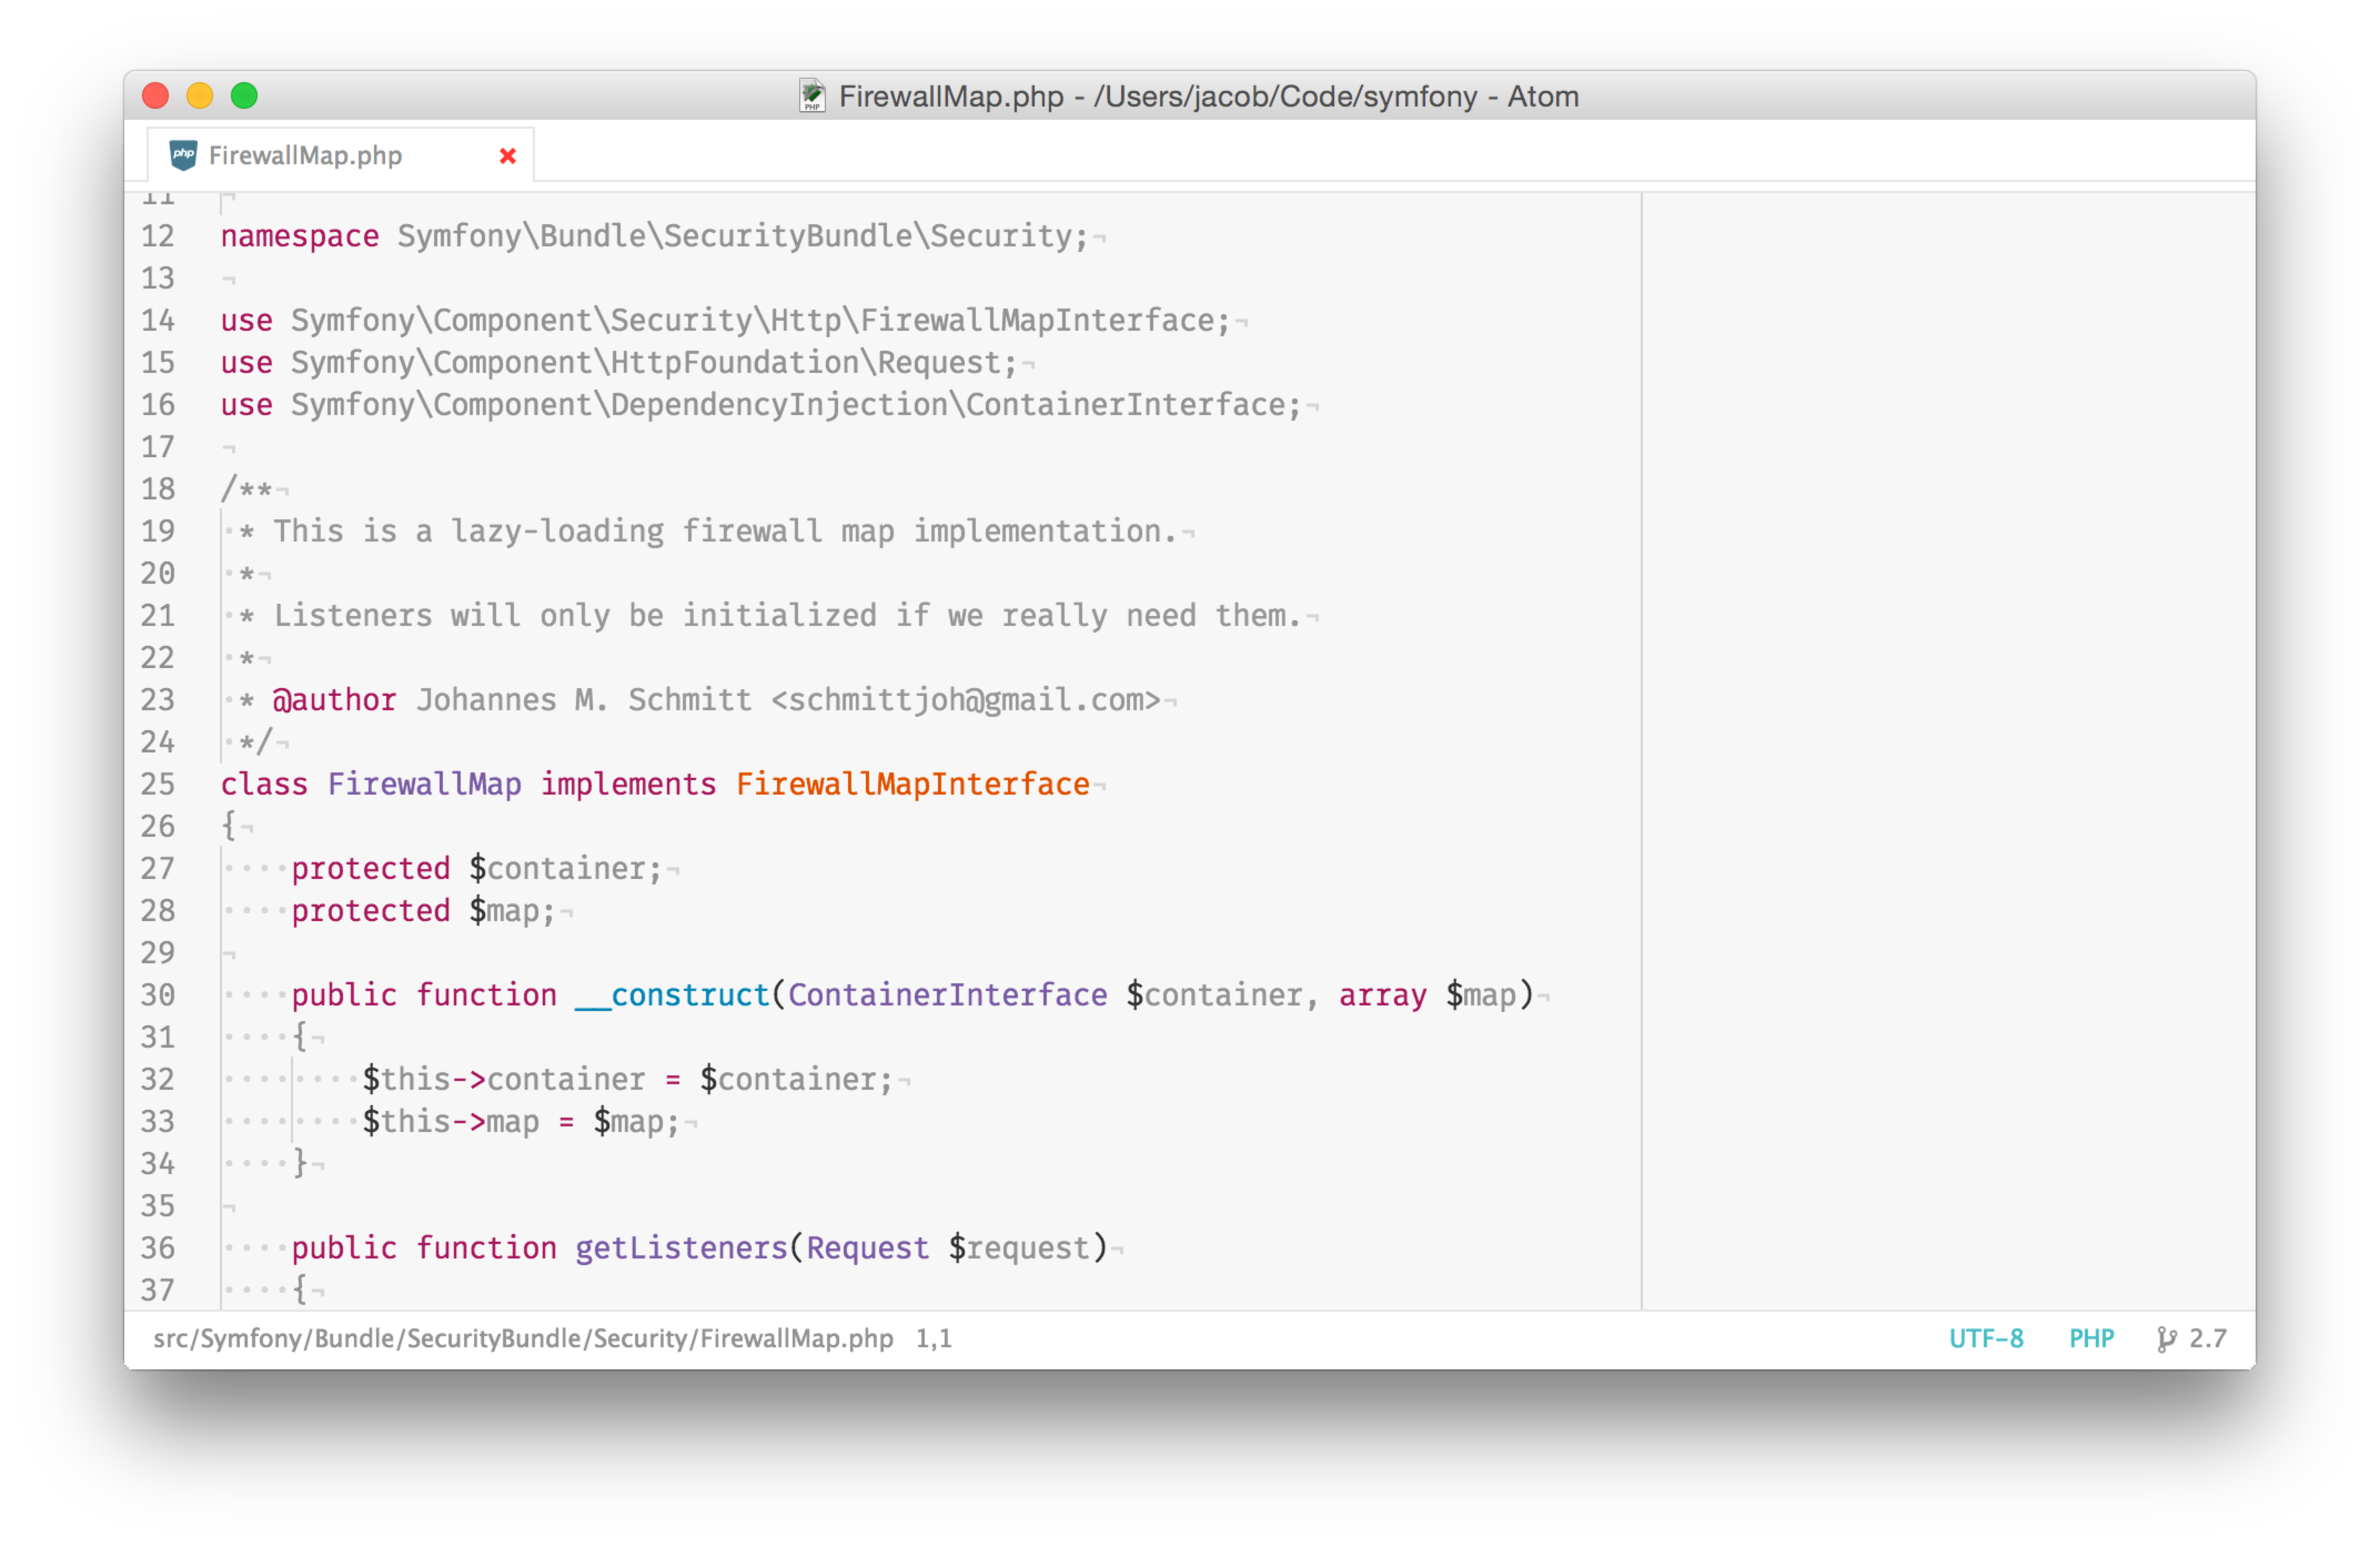 FirewallMap.php - /Users/jacob/Code/symfony - Atom
php FirewallMap.php
11
12 namespace Symfony\Bundle\SecurityBundle\Security;¬
13 ¬
14 use Symfony\Component\Security\Http\FirewallMapInterface;¬
15 use Symfony\Component\HttpFoundation\Request;¬
16 use Symfony\Component\DependencyInjection\ContainerInterface;¬
17 ¬
18 /**¬
19 ·* This is a lazy-loading firewall map implementation.¬
20 ·*¬
21 ·* Listeners will only be initialized if we really need them.¬
22 ·*¬
23 ·* @author Johannes M. Schmitt <schmittjoh@gmail.com>¬
24 ·*/¬
25 class FirewallMap implements FirewallMapInterface¬
26 {¬
27 ····protected $container;¬
28 ····protected $map;¬
29 ¬
30 ····public function __construct(ContainerInterface $container, array $map)¬
31 ····{¬
32 ········$this->container = $container;¬
33 ········$this->map = $map;¬
34 ····}¬
35 ¬
36 ····public function getListeners(Request $request)¬
37 ····{¬
src/Symfony/Bundle/SecurityBundle/Security/FirewallMap.php 1,1 UTF-8 PHP 2.7